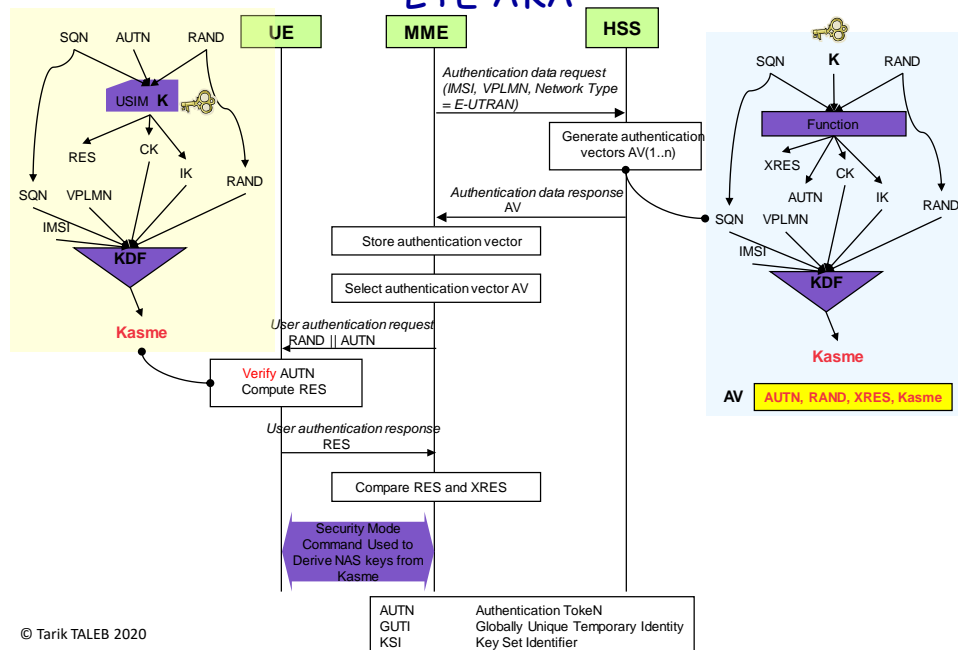 LTE AKA
UE
MME
HSS
SQN
AUTN
RAND
USIM K
RES
CK
IK
RAND
SQN
VPLMN
IMSI
KDF
Kasme
Authentication data request
(IMSI, VPLMN, Network Type
= E-UTRAN)
Generate authentication
vectors AV(1..n)
Authentication data response
AV
Store authentication vector
Select authentication vector AV
User authentication request
RAND || AUTN
Verify AUTN
Compute RES
User authentication response
RES
Compare RES and XRES
Security Mode
Command Used to
Derive NAS keys from
Kasme
K
SQN
RAND
Function
XRES
CK
AUTN
IK
RAND
SQN
VPLMN
IMSI
KDF
Kasme
AV AUTN, RAND, XRES, Kasme
AUTN Authentication TokeN
GUTI Globally Unique Temporary Identity
KSI Key Set Identifier
© Tarik TALEB 2020